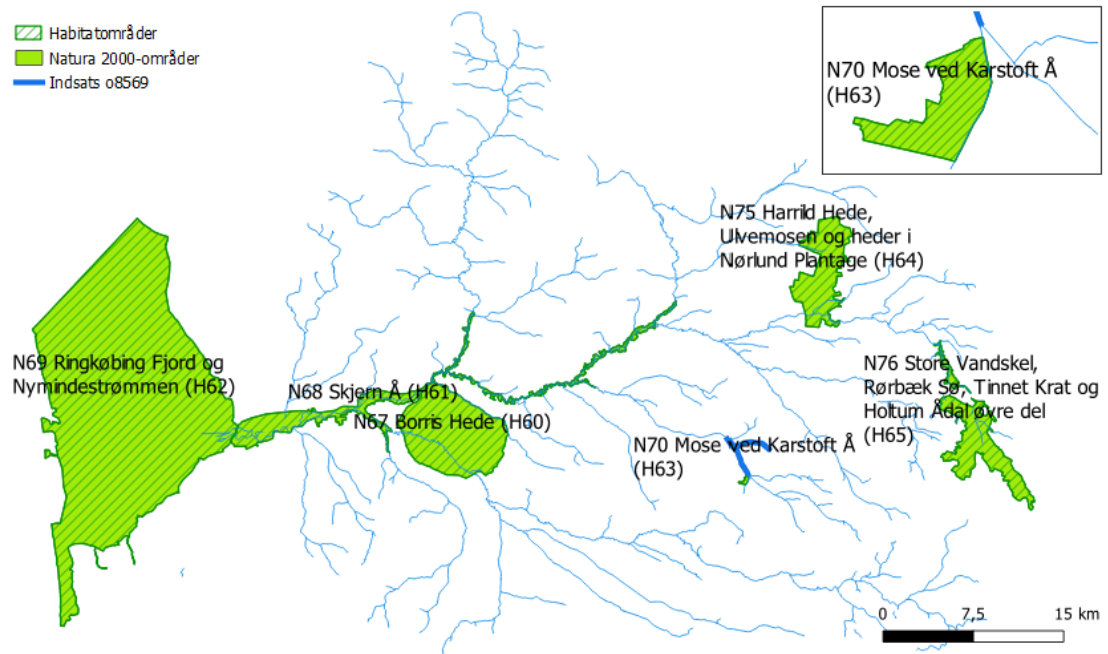 Habitatområder
Natura 2000-områder
Indsats o8569
N70 Mose ved Karstoft Å
(H63)
N75 Harrild Hede,
Ulvemosen og heder i
Nørlund Plantage (H64)
N69 Ringkøbing Fjord og
Nymindestrømmen (H62)
N68 Skjern Å (H61)
N67 Borris Hede (H60)
N76 Store Vandskel,
Rørbæk Sø, Tinnet Krat og
Holtum Ådal øvre del
(H65)
N70 Mose ved Karstoft Å
(H63)
0 7,5 15 km